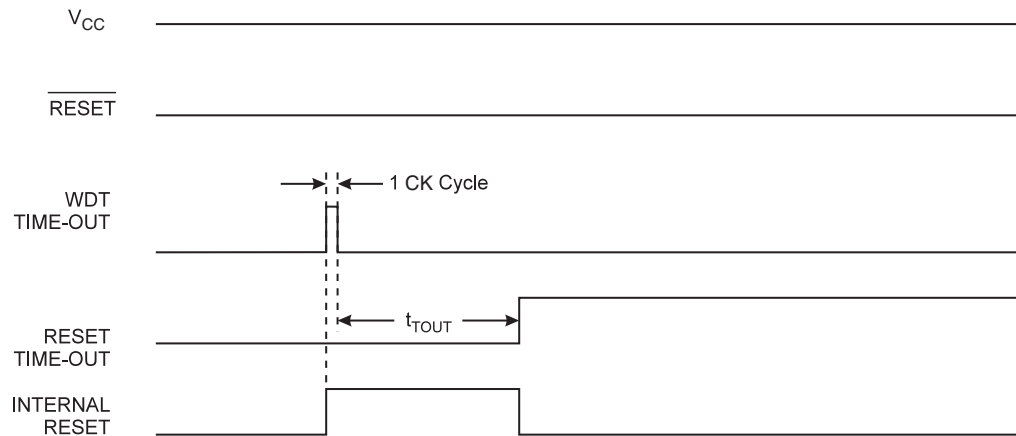 VCC
RESET
1 CK Cycle
WDT
TIME-OUT
tTOUT
RESET
TIME-OUT
INTERNAL
RESET